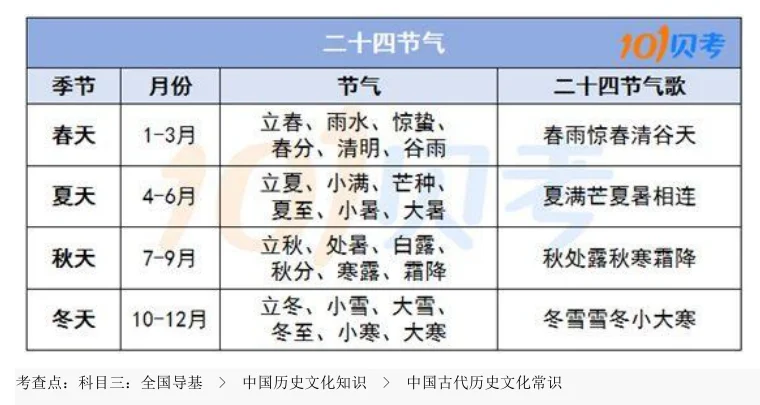 二十四节气
101贝考
季节 月份 节气 二十四节气歌
春天 1-3月 立春、雨水、惊蛰、 春雨惊春清谷天
春分、清明、谷雨
夏天 4-6月 立夏、小满、芒种、 夏满芒夏暑相连
夏至、小暑、大暑
秋天 7-9月 立秋、处暑、白露、 秋处露秋寒霜降
秋分、寒露、霜降
冬天 10-12月 立冬、小雪、大雪、 冬雪雪冬小大寒
冬至、小寒、大寒
101贝考
考查点：科目三：全国导基 > 中国历史文化知识 > 中国古代历史文化常识